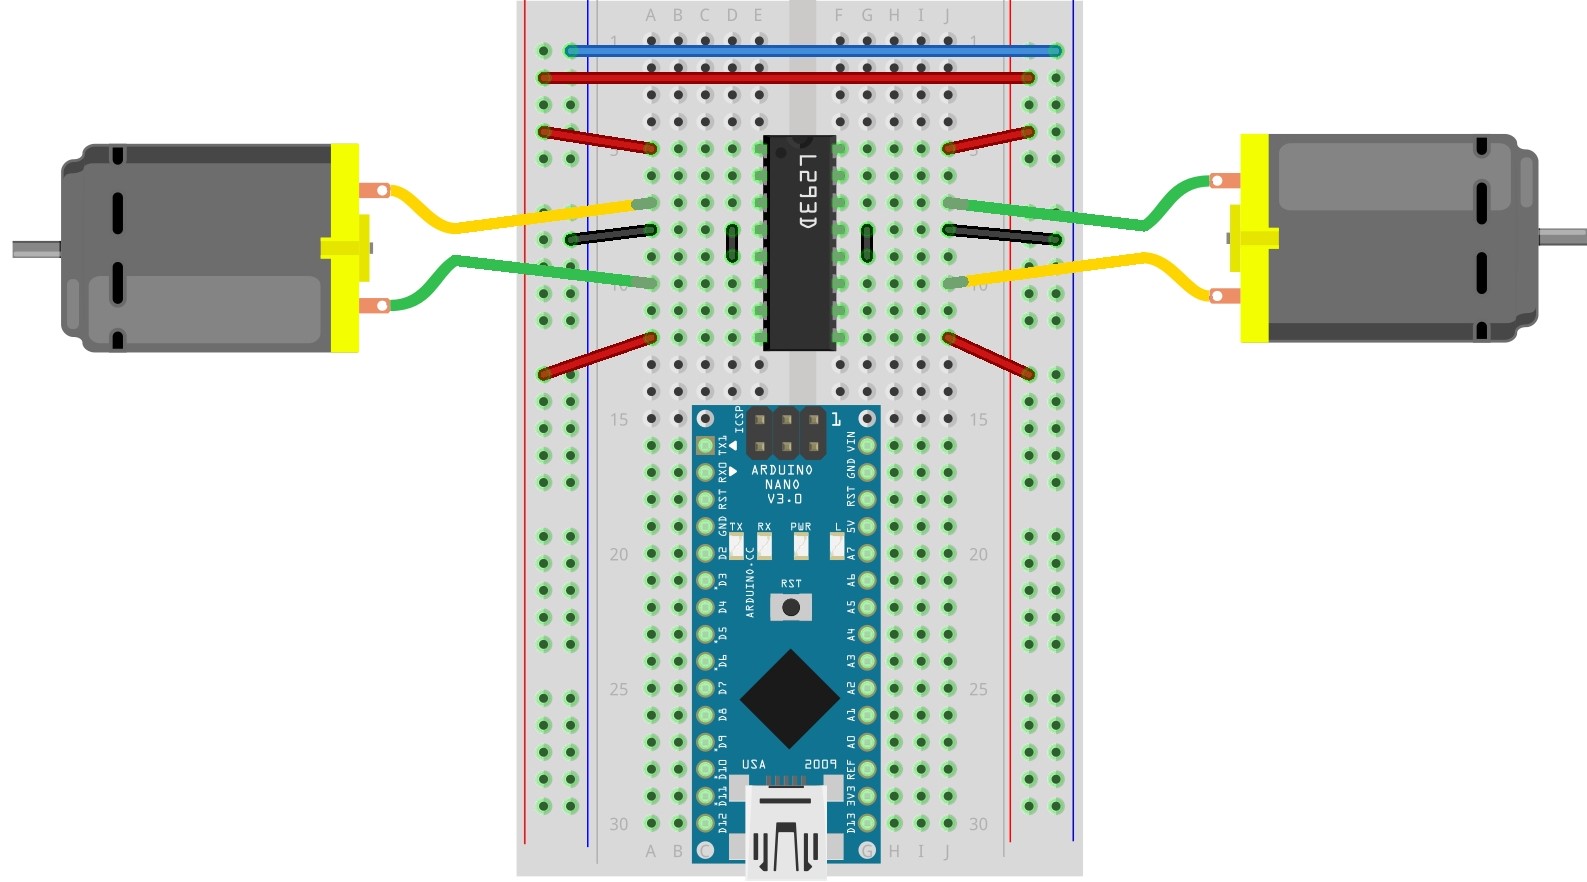 A B C D E F G H I J
1 1
5 5
L293D
10 10
15 15
ICSP 1
TX1 VIN
RX0 GND
RST RST
GND 5V
D2 A7
D3 A6
D4 A5
D5 A4
D6 A3
D7 A2
D8 A1
D9 A0
D10 REF
D11 3V3
D12 D13
ARDUINO
NANO
V3.0
TX RX PWR L
ARDUINO.CC
RST
USA 2009
20 20
25 25
30 30
A B C G H I J